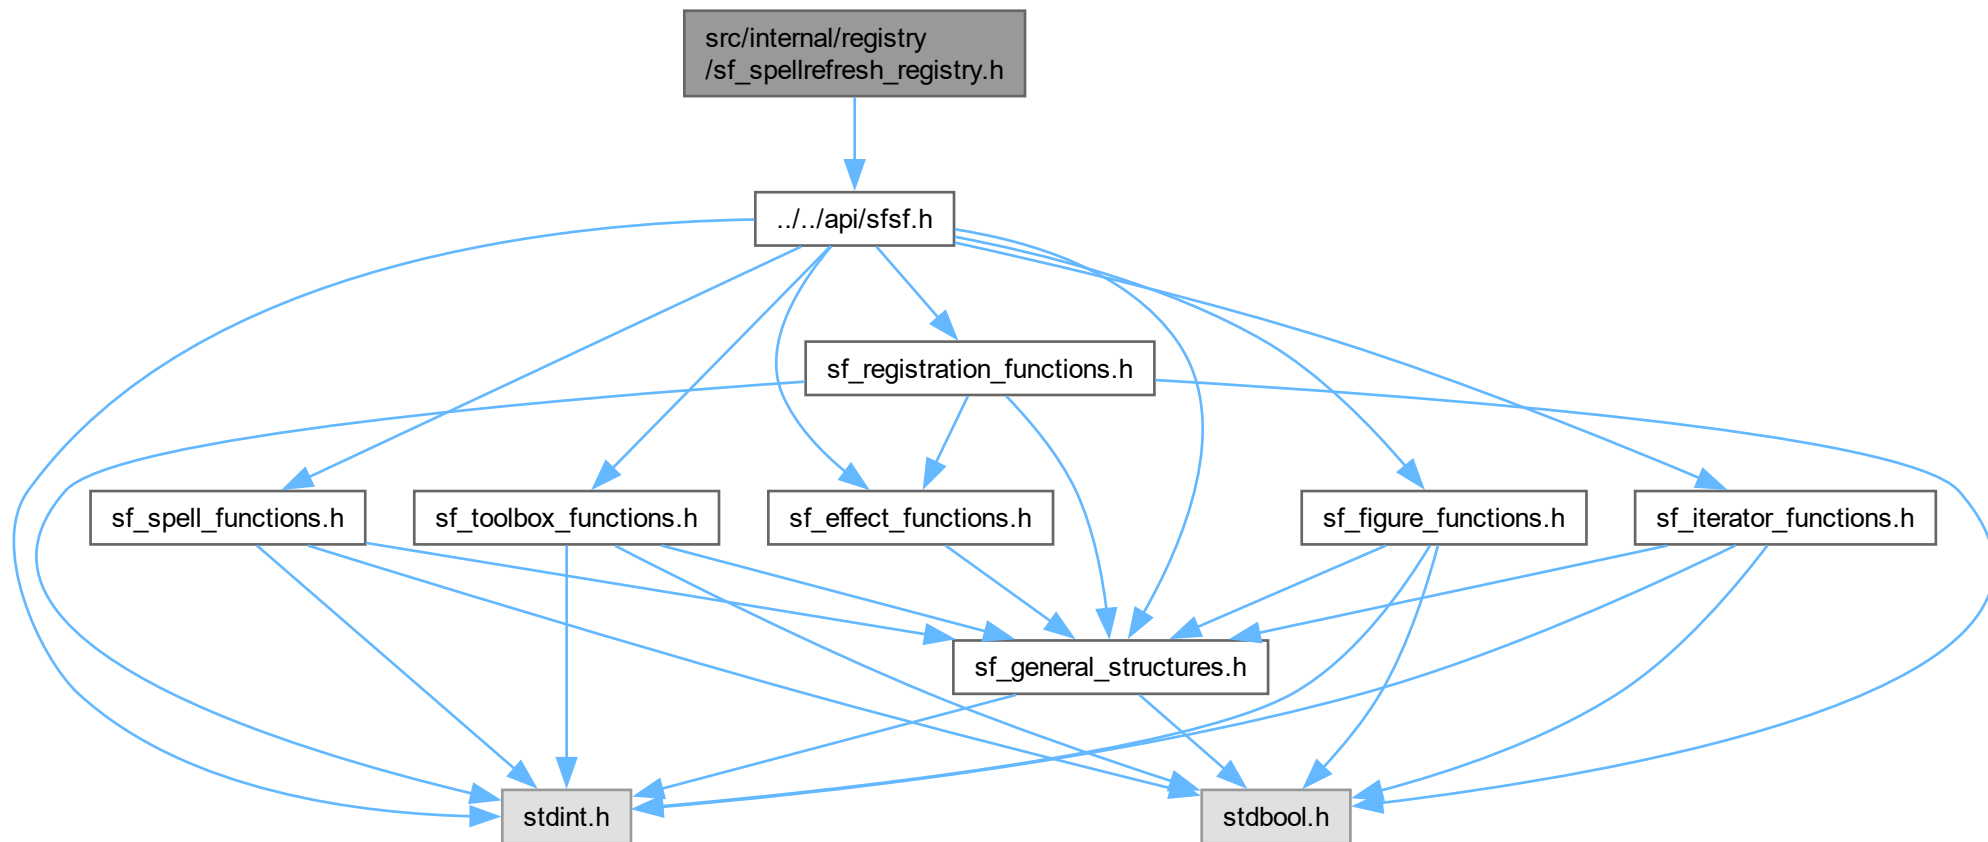 src/internal/registry
/sf_spellrefresh_registry.h
../../api/sfsf.h
sf_registration_functions.h
sf_spell_functions.h
sf_toolbox_functions.h
sf_effect_functions.h
sf_figure_functions.h
sf_iterator_functions.h
sf_general_structures.h
stdint.h
stdbool.h